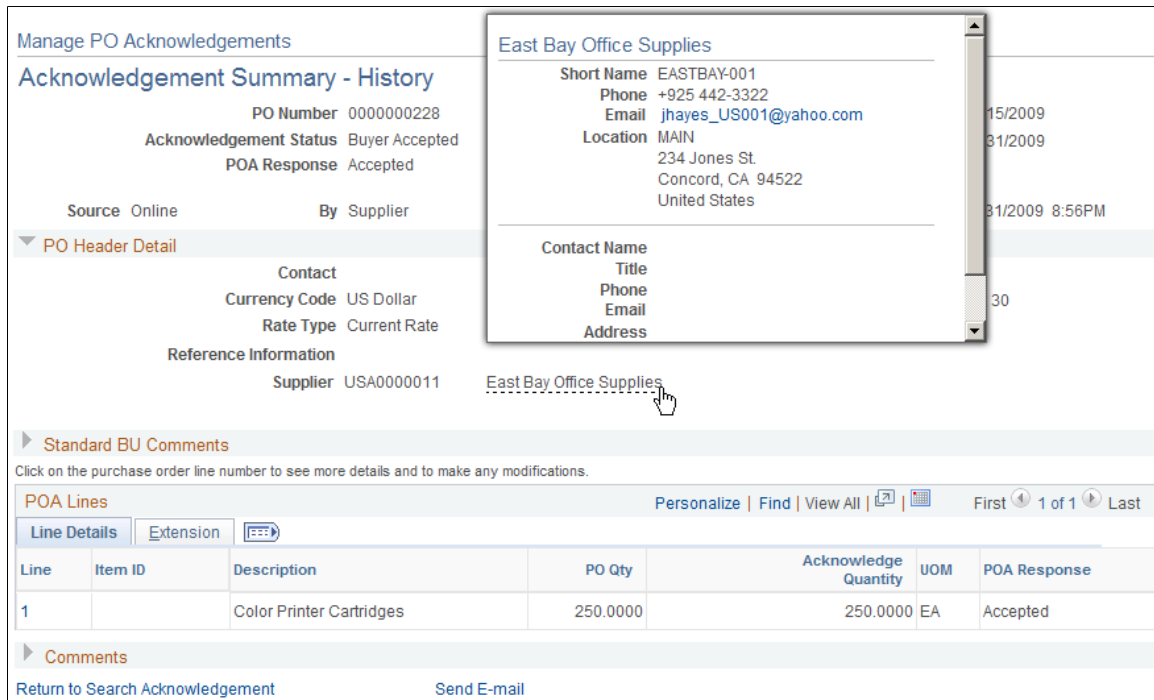 Manage PO Acknowledgements
Acknowledgement Summary - History
PO Number 0000000228
15/2009
Acknowledgement Status Buyer Accepted
31/2009
POA Response Accepted
Source Online By Supplier
31/2009 8:56PM
East Bay Office Supplies
Short Name EASTBAY-001
Phone +925 442-3322
Email jhayes_US001@yahoo.com
Location MAIN
234 Jones St.
Concord, CA 94522
United States
Contact Name
Title
Phone
Email
Address
PO Header Detail
Contact
Currency Code US Dollar
30
Rate Type Current Rate
Reference Information
Supplier USA0000011 East Bay Office Supplies
Standard BU Comments
Click on the purchase order line number to see more details and to make any modifications.
POA Lines Personalize | Find | View All | | First 1 of 1 Last
Line Details Extension
Line Item ID Description PO Qty Acknowledge Quantity UOM POA Response
1 Color Printer Cartridges 250.0000 250.0000 EA Accepted
Comments
Return to Search Acknowledgement Send E-mail